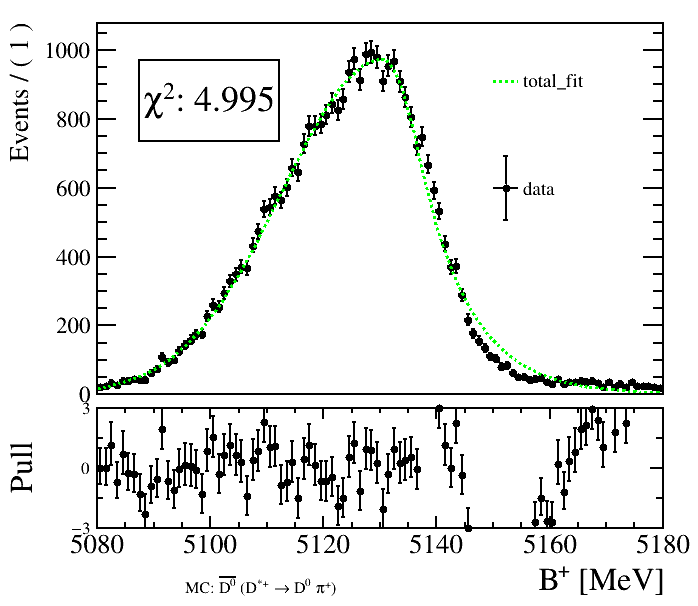 Events / ( 1 )
1000
800
600
400
200
0
χ²: 4.995
total_fit
data
Pull
3
0
−3
5080
5100
5120
5140
5160
5180
B⁺ [MeV]
MC: D̅⁰ (D*⁺ → D⁰ π⁺)